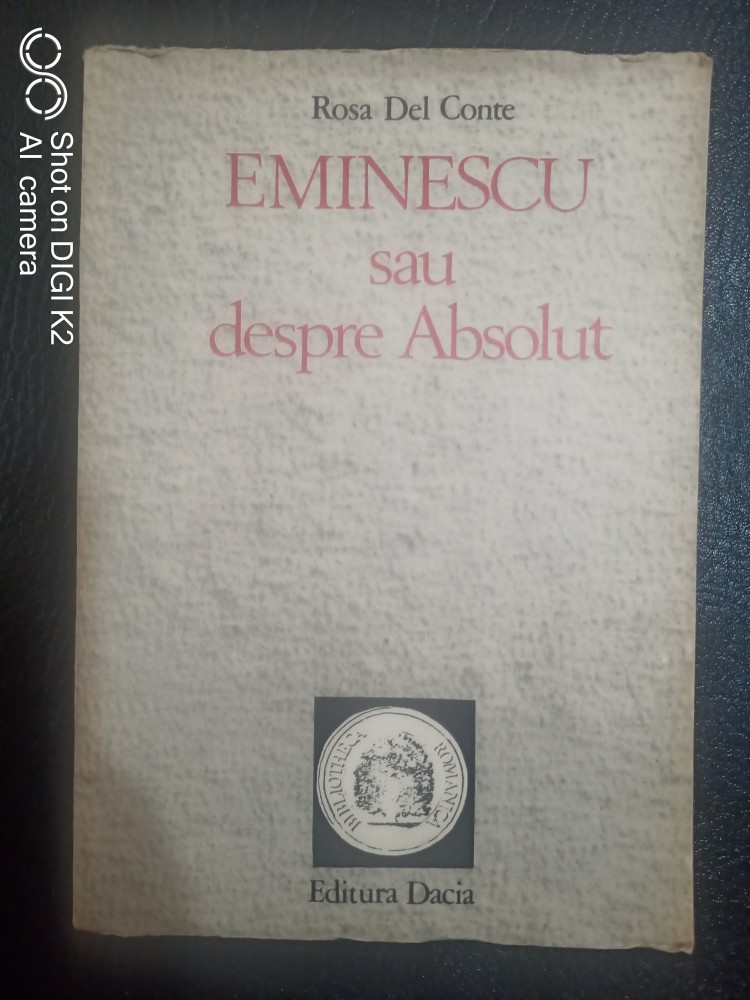 Rosa Del Conte
EMINESCU
sau
despre Absolut
BIBLIOTHECA ROMANICA
Editura Dacia
Shot on DIGI K2
AI camera